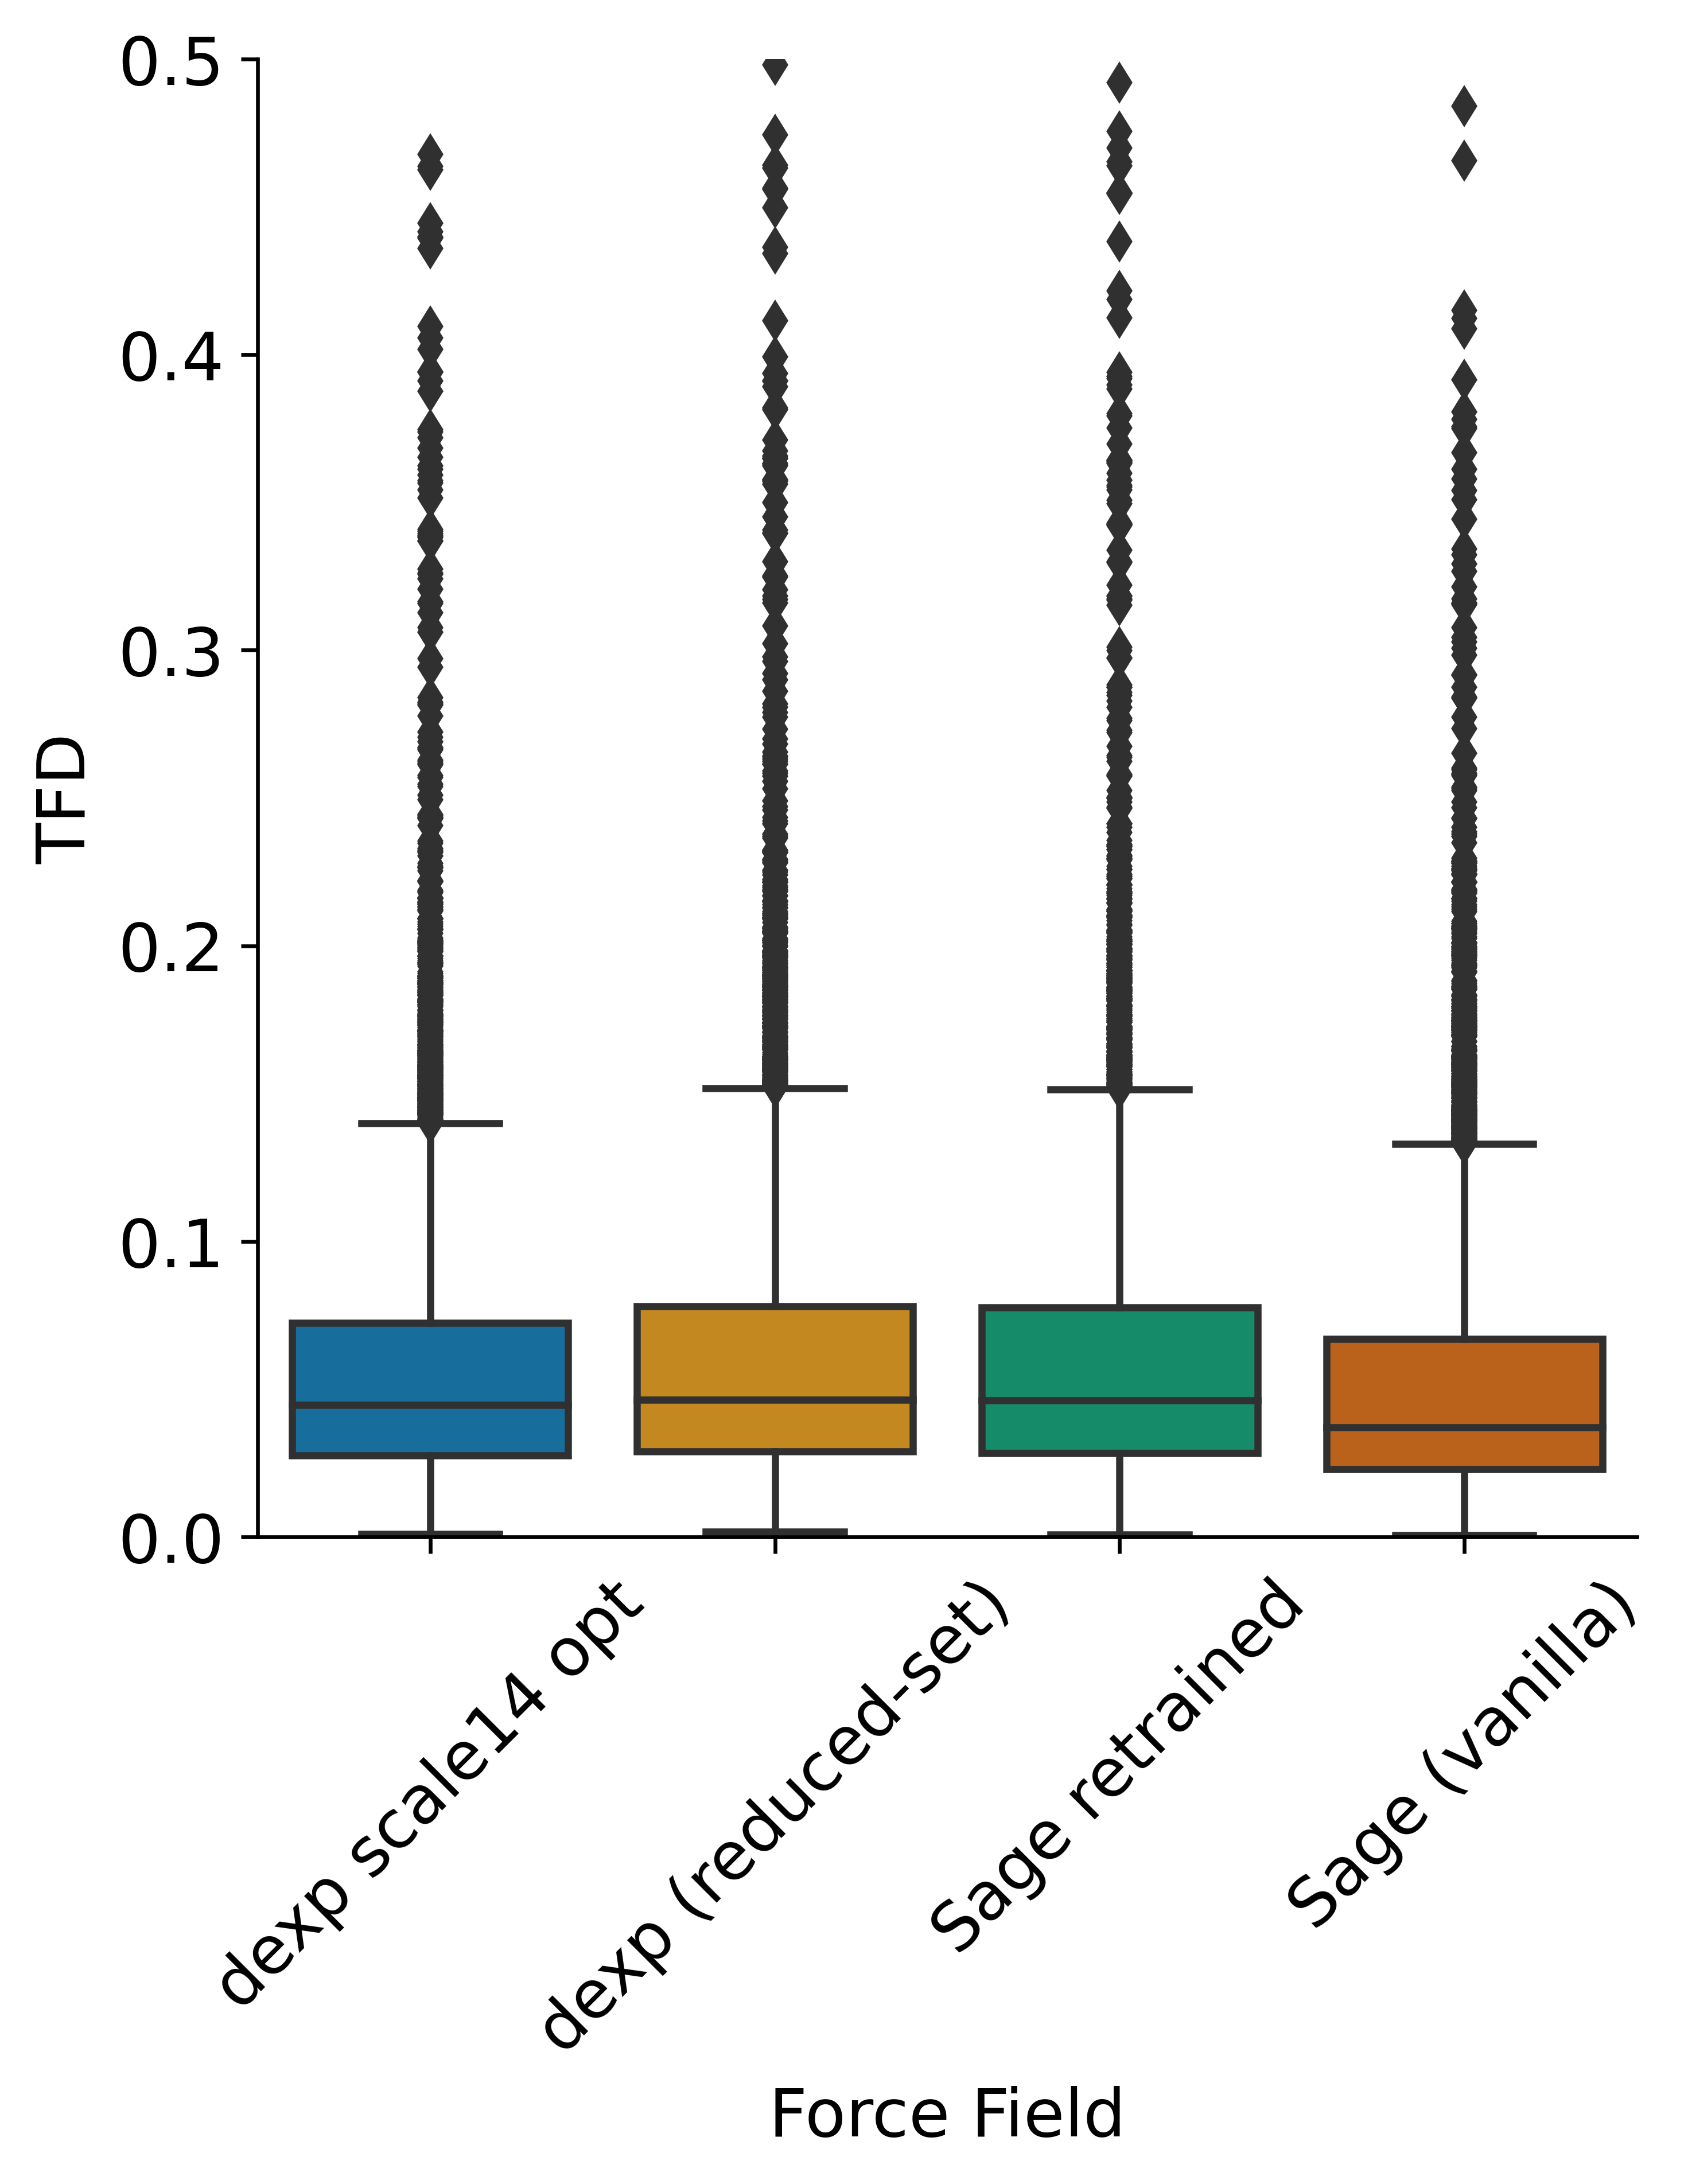 0.5
0.4
0.3
0.2
0.1
0.0
TFD
dexp scale14 opt
dexp (reduced-set)
Sage retrained
Sage (vanilla)
Force Field